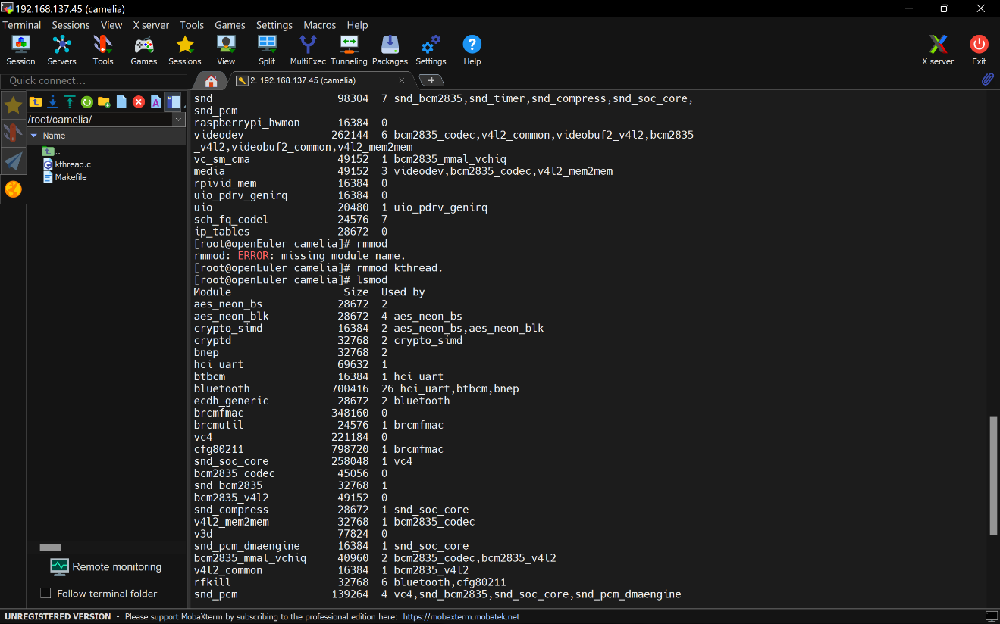 192.168.137.45 (camelia)
Terminal Sessions View X server Tools Games Settings Macros Help
Session Servers Tools Games Sessions View Split MultiExec Tunneling Packages Settings Help X server Exit
Quick connect...
2. 192.168.137.45 (camelia)
/root/camelia/
Name
..
kthread.c
Makefile
Remote monitoring
Follow terminal folder
snd 98304 7 snd_bcm2835,snd_timer,snd_compress,snd_soc_core,
snd_pcm
raspberrypi_hwmon 16384 0
videodev 262144 6 bcm2835_codec,v4l2_common,videobuf2_v4l2,bcm2835
_v4l2,videobuf2_common,v4l2_mem2mem
vc_sm_cma 49152 1 bcm2835_mmal_vchiq
media 49152 3 videodev,bcm2835_codec,v4l2_mem2mem
rpivid_mem 16384 0
uio_pdrv_genirq 16384 0
uio 20480 1 uio_pdrv_genirq
sch_fq_codel 24576 7
ip_tables 28672 0
[root@openEuler camelia]# rmmod
rmmod: ERROR: missing module name.
[root@openEuler camelia]# rmmod kthread.
[root@openEuler camelia]# lsmod
Module Size Used by
aes_neon_bs 28672 2
aes_neon_blk 28672 4 aes_neon_bs
crypto_simd 16384 2 aes_neon_bs,aes_neon_blk
cryptd 32768 2 crypto_simd
bnep 32768 2
hci_uart 69632 1
btbcm 16384 1 hci_uart
bluetooth 700416 26 hci_uart,btbcm,bnep
ecdh_generic 28672 2 bluetooth
brcmfmac 348160 0
brcmutil 24576 1 brcmfmac
vc4 221184 0
cfg80211 798720 1 brcmfmac
snd_soc_core 258048 1 vc4
bcm2835_codec 45056 0
snd_bcm2835 32768 1
bcm2835_v4l2 49152 0
snd_compress 28672 1 snd_soc_core
v4l2_mem2mem 32768 1 bcm2835_codec
v3d 77824 0
snd_pcm_dmaengine 16384 1 snd_soc_core
bcm2835_mmal_vchiq 40960 2 bcm2835_codec,bcm2835_v4l2
v4l2_common 16384 1 bcm2835_v4l2
rfkill 32768 6 bluetooth,cfg80211
snd_pcm 139264 4 vc4,snd_bcm2835,snd_soc_core,snd_pcm_dmaengine
UNREGISTERED VERSION - Please support MobaXterm by subscribing to the professional edition here: https://mobaxterm.mobatek.net